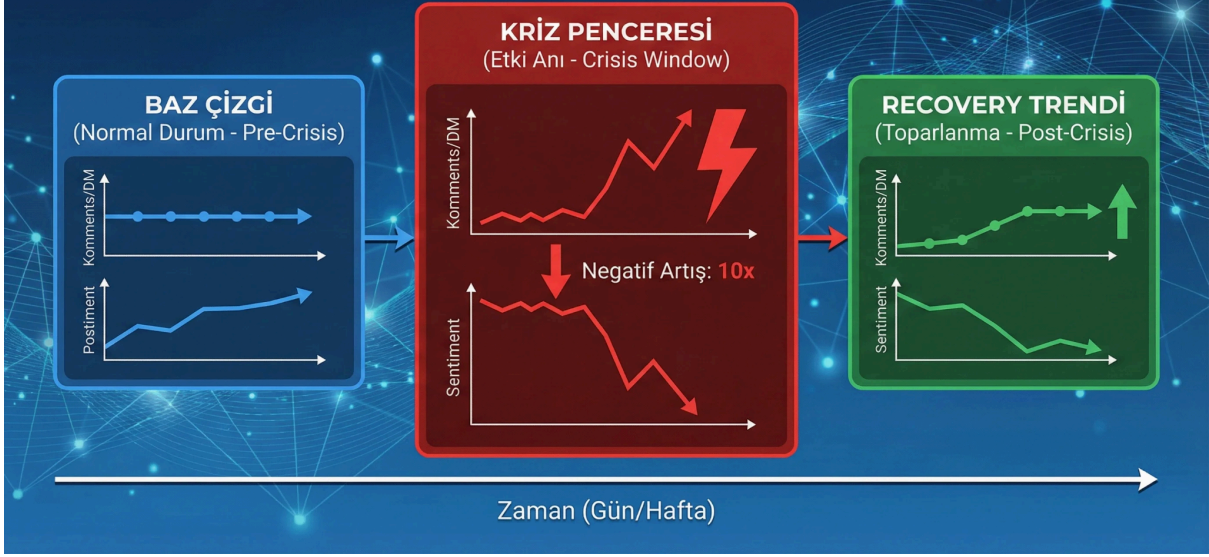 BAZ ÇİZGİ
(Normal Durum - Pre-Crisis)
Komments/DM
Postiment
KRİZ PENCERESİ
(Etki Anı - Crisis Window)
Komments/DM
Negatif Artış: 10x
Sentiment
RECOVERY TRENDİ
(Toparlanma - Post-Crisis)
Komments/DM
Sentiment
Zaman (Gün/Hafta)